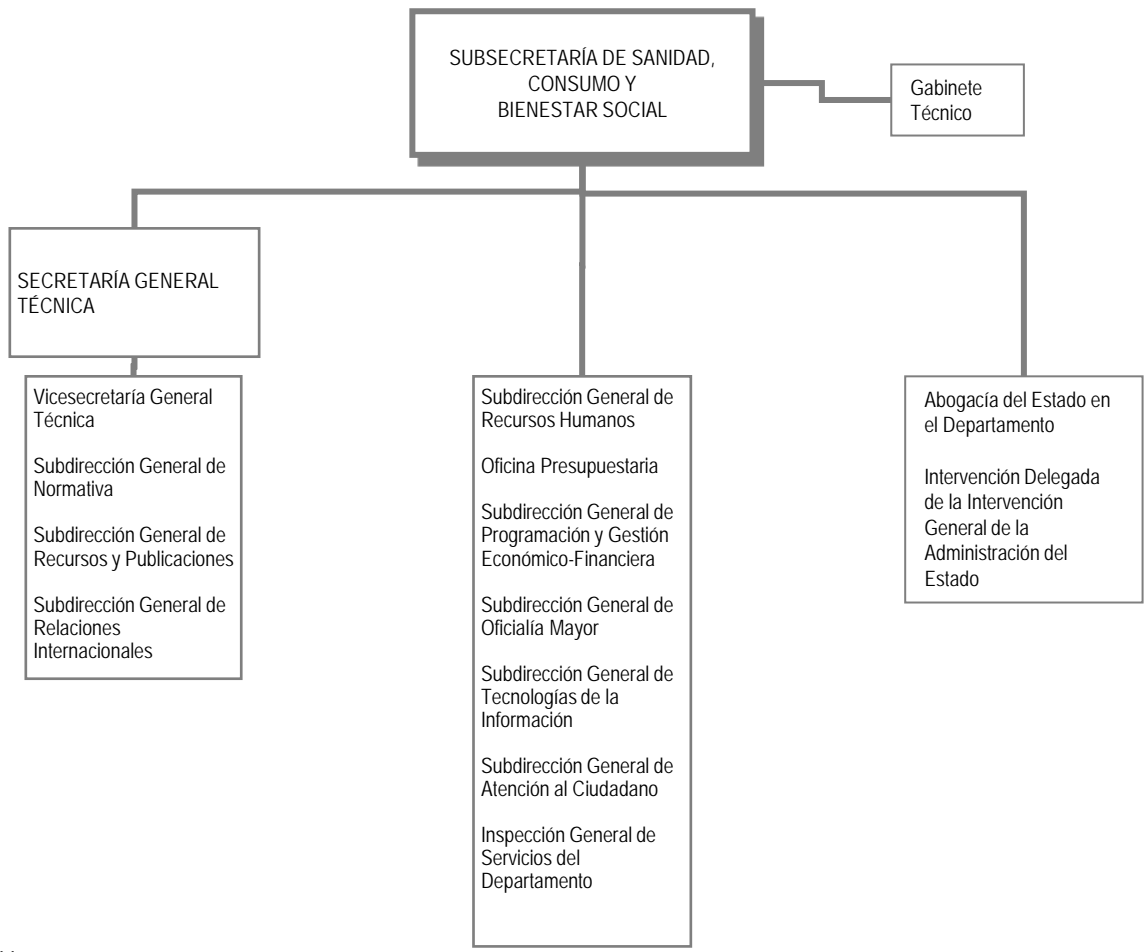 SUBSECRETARÍA DE SANIDAD,
CONSUMO Y
BIENESTAR SOCIAL
Gabinete
Técnico
SECRETARÍA GENERAL
TÉCNICA
Vicesecretaría General
Técnica
Subdirección General de
Normativa
Subdirección General de
Recursos y Publicaciones
Subdirección General de
Relaciones
Internacionales
Subdirección General de
Recursos Humanos
Oficina Presupuestaria
Subdirección General de
Programación y Gestión
Económico-Financiera
Subdirección General de
Oficialía Mayor
Subdirección General de
Tecnologías de la
Información
Subdirección General de
Atención al Ciudadano
Inspección General de
Servicios del
Departamento
Abogacía del Estado en
el Departamento
Intervención Delegada
de la Intervención
General de la
Administración del
Estado